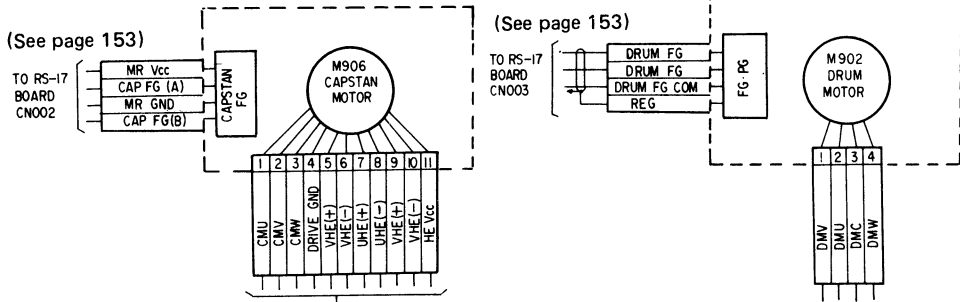 (See page 153)
TO RS-17
BOARD
CN002
MR Vcc
CAP FG (A)
MR GND
CAP FG(B)
CAPSTAN
FG
M906
CAPSTAN
MOTOR
1 2 3 4 5 6 7 8 9 10 11
CMU
CMV
CMW
DRIVE GND
VHE(+)
VHE(-)
UHE(+)
UHE(-)
VHE(+)
VHE(-)
HE Vcc
(See page 153)
TO RS-17
BOARD
CN003
DRUM FG
DRUM FG
DRUM FG COM
REG
FG·PG
M902
DRUM
MOTOR
1 2 3 4
DMV
DMU
DMC
DMW